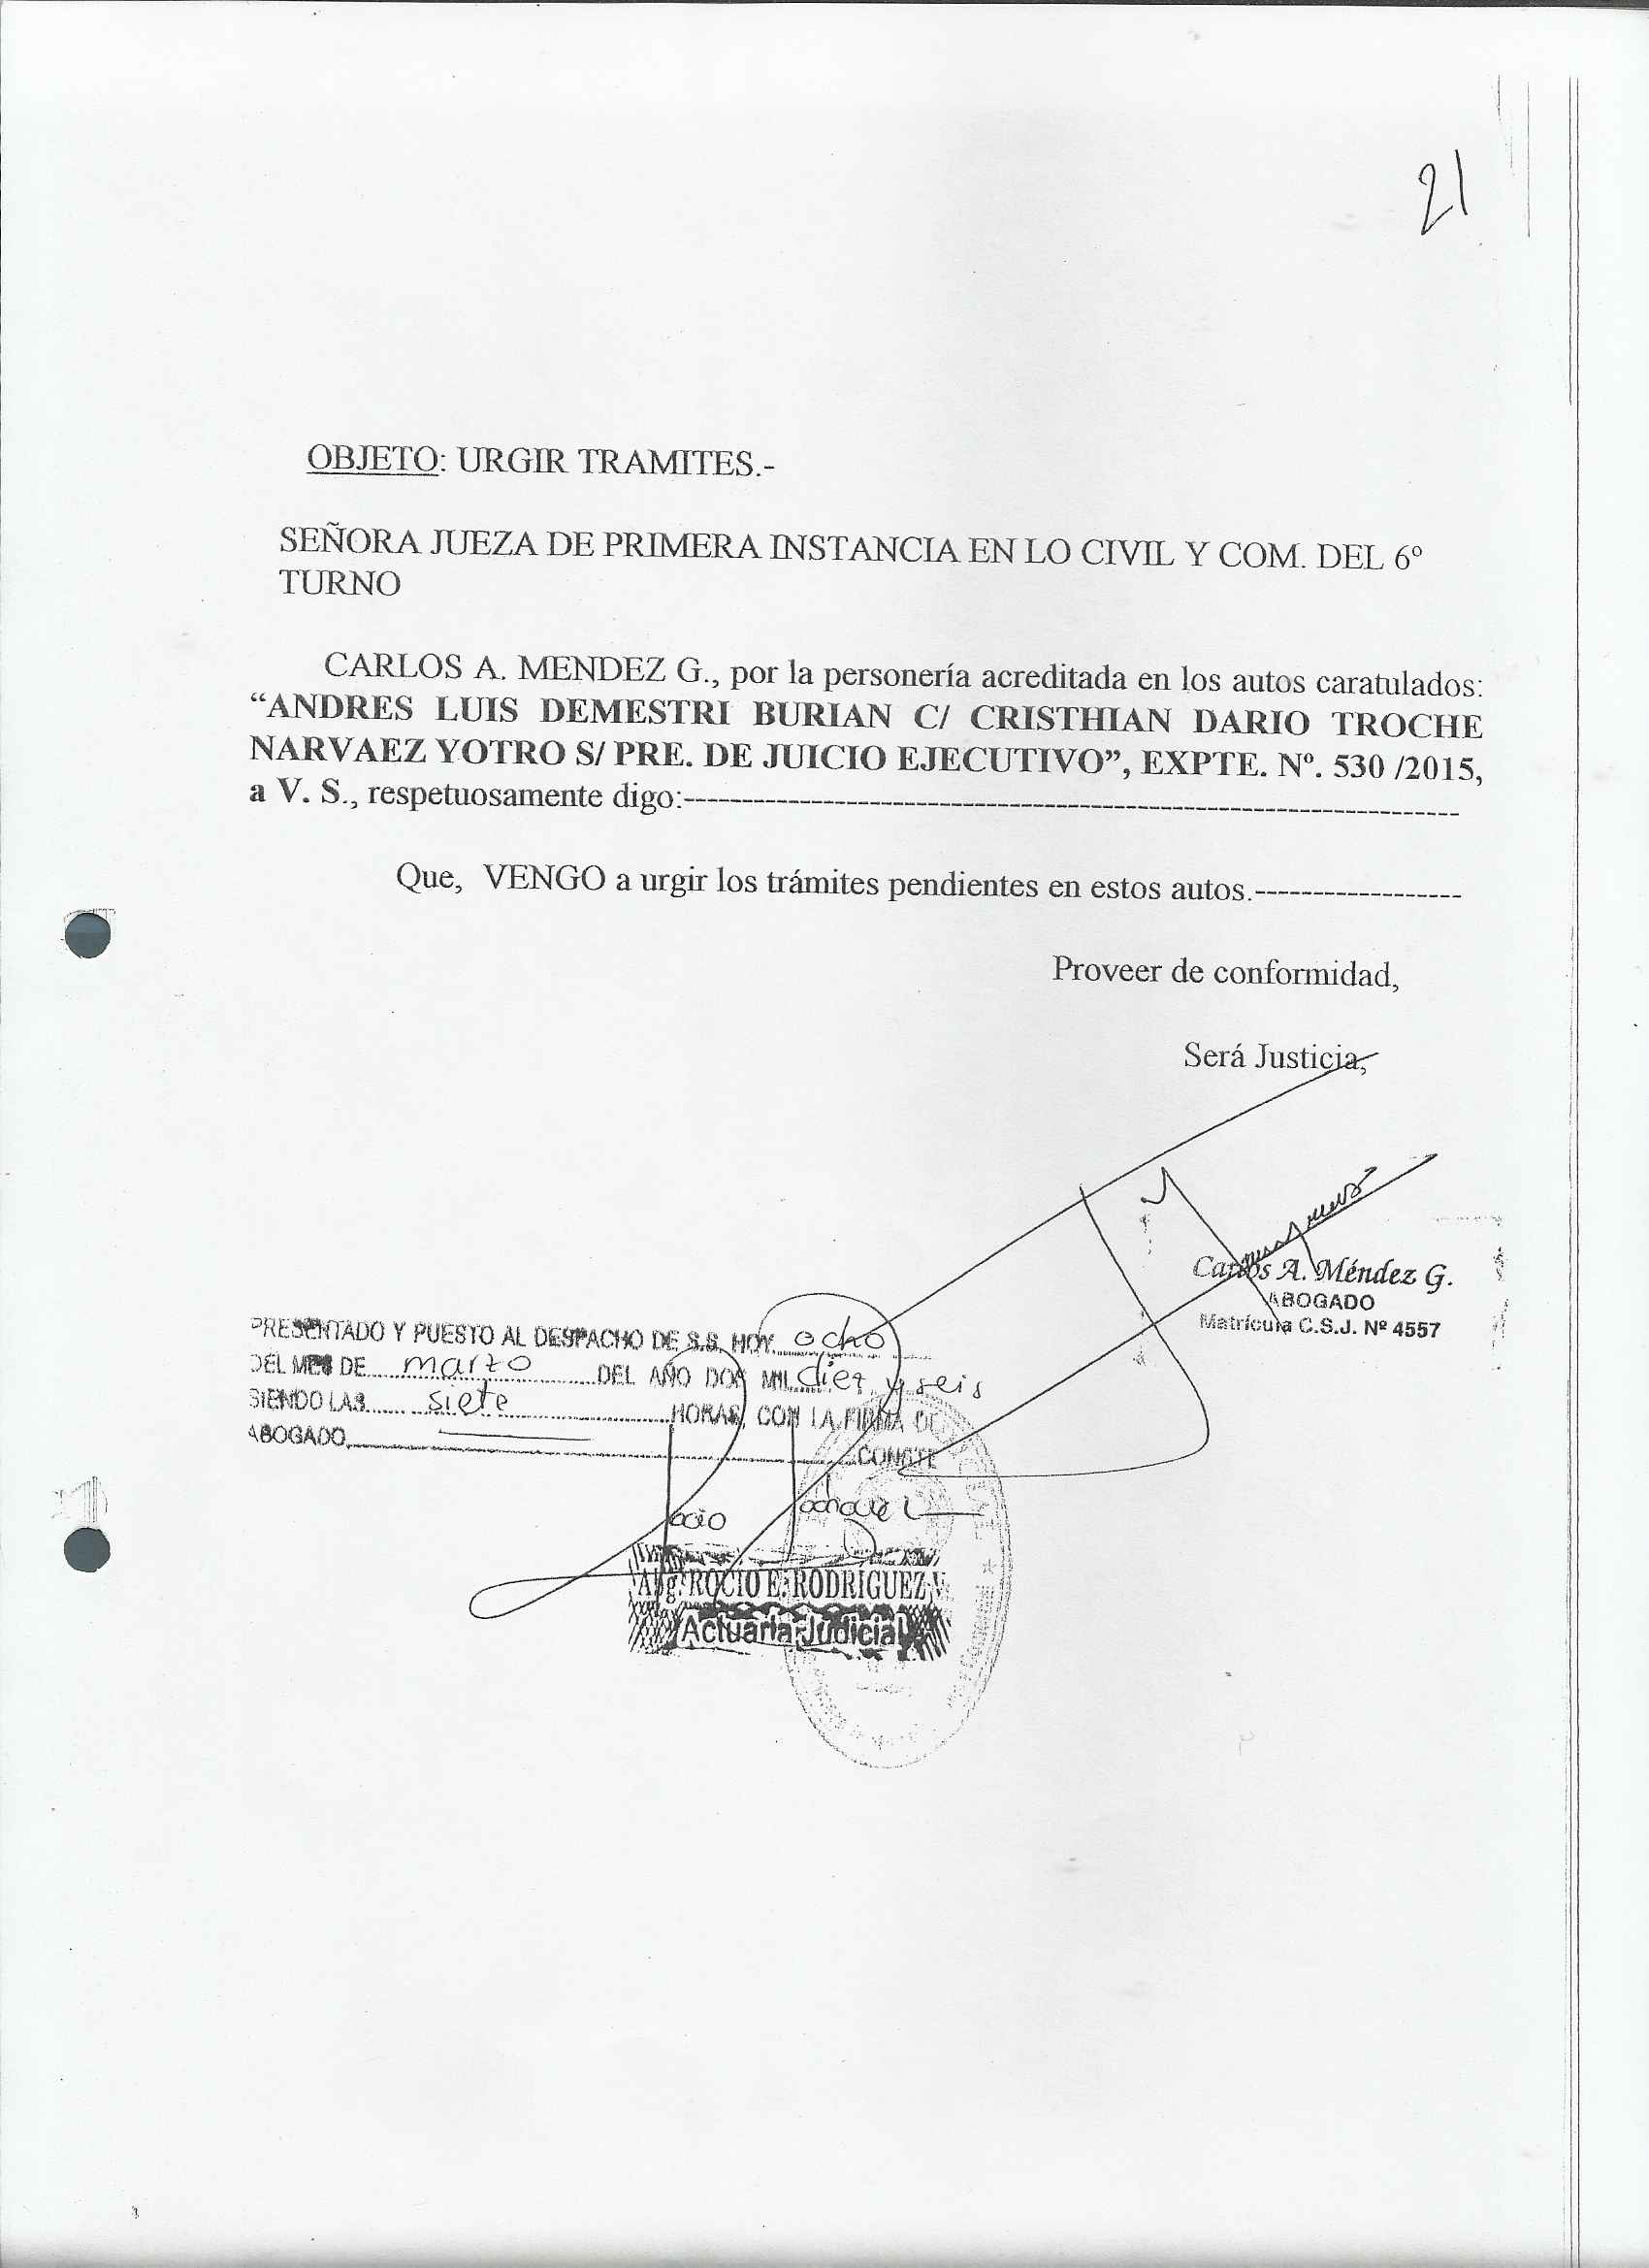 21
OBJETO: URGIR TRAMITES.-
SEÑORA JUEZA DE PRIMERA INSTANCIA EN LO CIVIL Y COM. DEL 6º
TURNO
CARLOS A. MENDEZ G., por la personería acreditada en los autos caratulados:
“ANDRES LUIS DEMESTRI BURIAN C/ CRISTHIAN DARIO TROCHE
NARVAEZ YOTRO S/ PRE. DE JUICIO EJECUTIVO”, EXPTE. Nº. 530 /2015,
a V. S., respetuosamente digo:-------------------------------------------------------------------
Que, VENGO a urgir los trámites pendientes en estos autos.------------------
Proveer de conformidad,
Será Justicia,
Carlos A. Méndez G.
ABOGADO
Matrícula C.S.J. Nº 4557
PRESENTADO Y PUESTO AL DESPACHO DE S.S. HOY ocho
DEL MES DE marzo DEL AÑO DOS MIL diez y seis
SIENDO LAS siete HORAS, CON LA FIRMA DE
ABOGADO CONSTE
Abg. ROCIO E. RODRIGUEZ V.
Actuaria Judicial